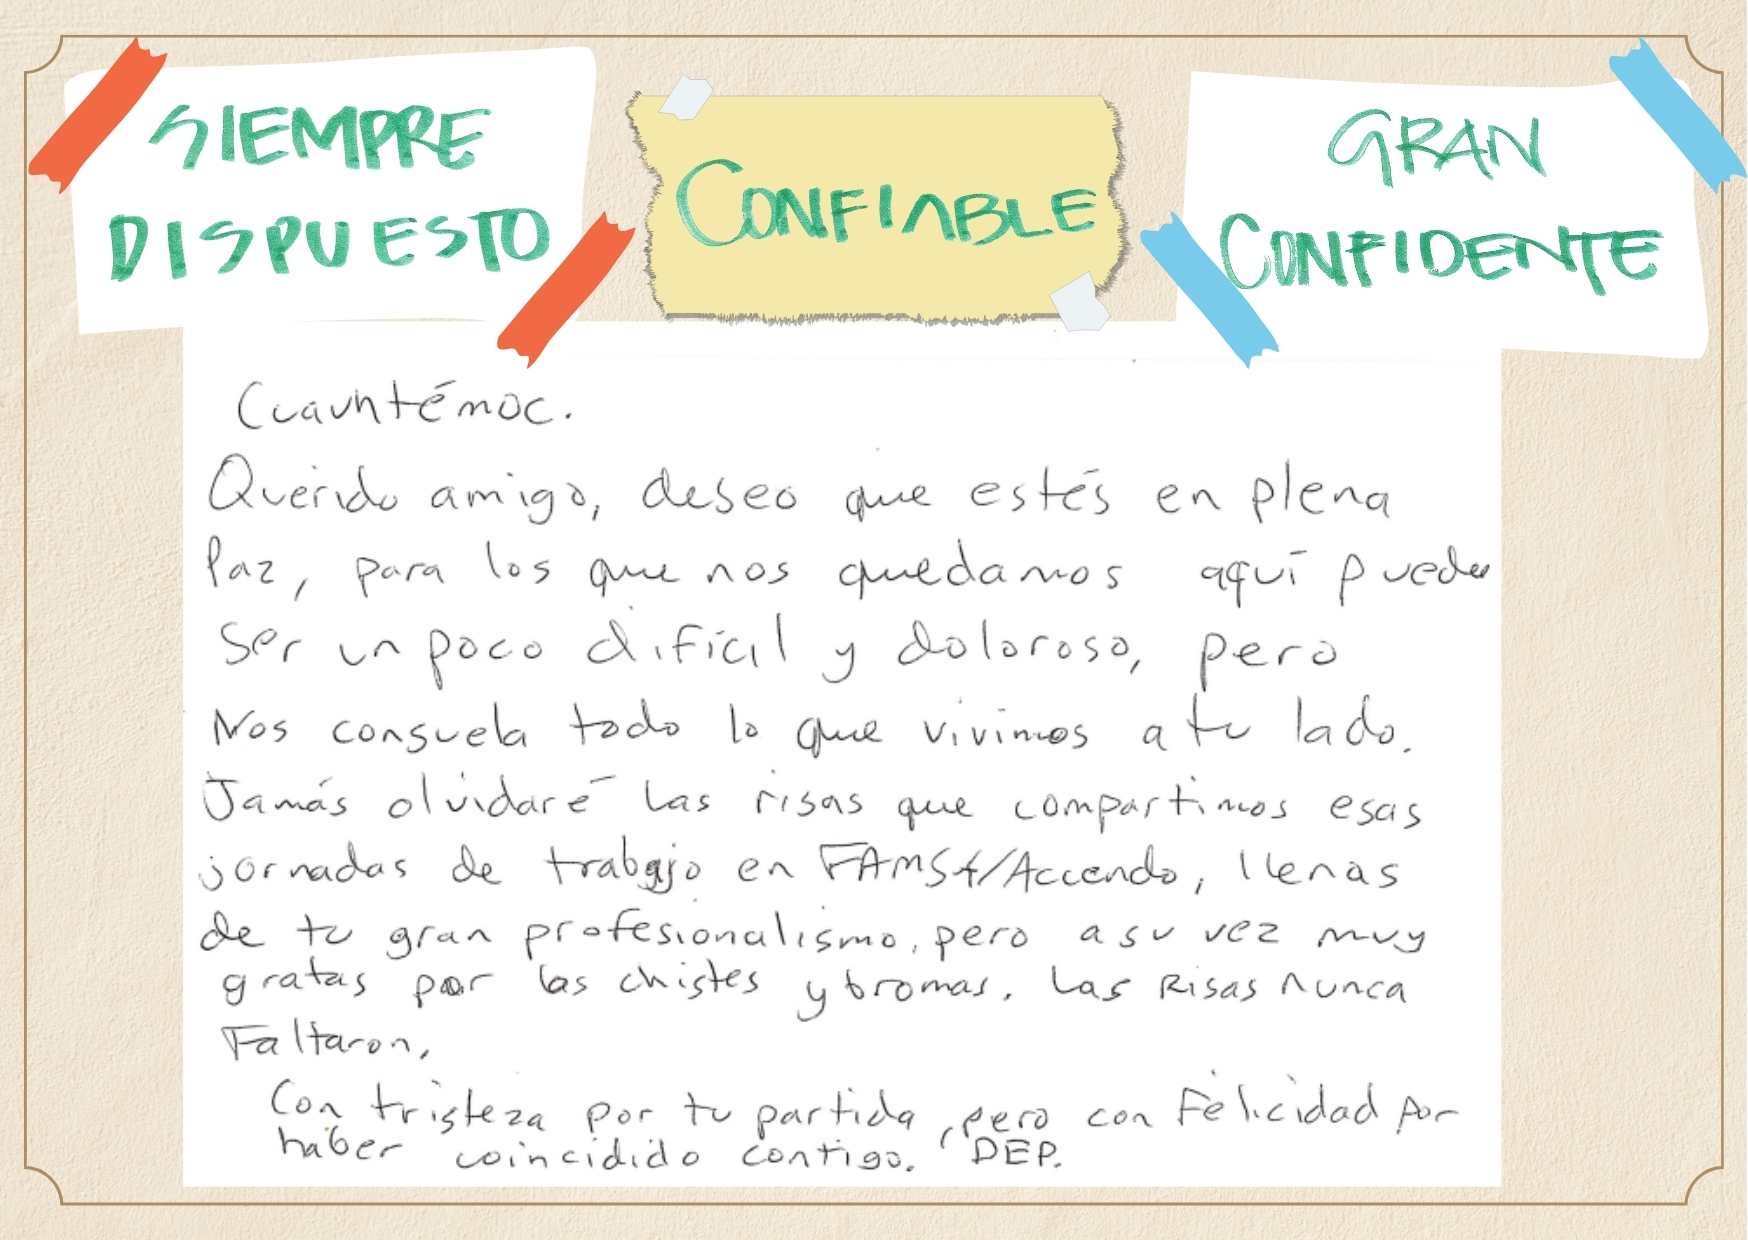 SIEMPRE
DISPUESTO
CONFIABLE
GRAN
CONFIDENTE
Cuauhtémoc.
Querido amigo, deseo que estés en plena
Paz, para los que nos quedamos aquí puede
ser un poco difícil y doloroso, pero
Nos consuela todo lo que vivimos a tu lado.
Jamás olvidaré las risas que compartimos esas
jornadas de trabajo en FAMSA/Accendo, llenas
de tu gran profesionalismo, pero a su vez muy
gratas por los chistes y bromas. Las Risas nunca
Faltaron.
Con tristeza por tu partida, pero con Felicidad por
haber coincidido contigo. DEP.